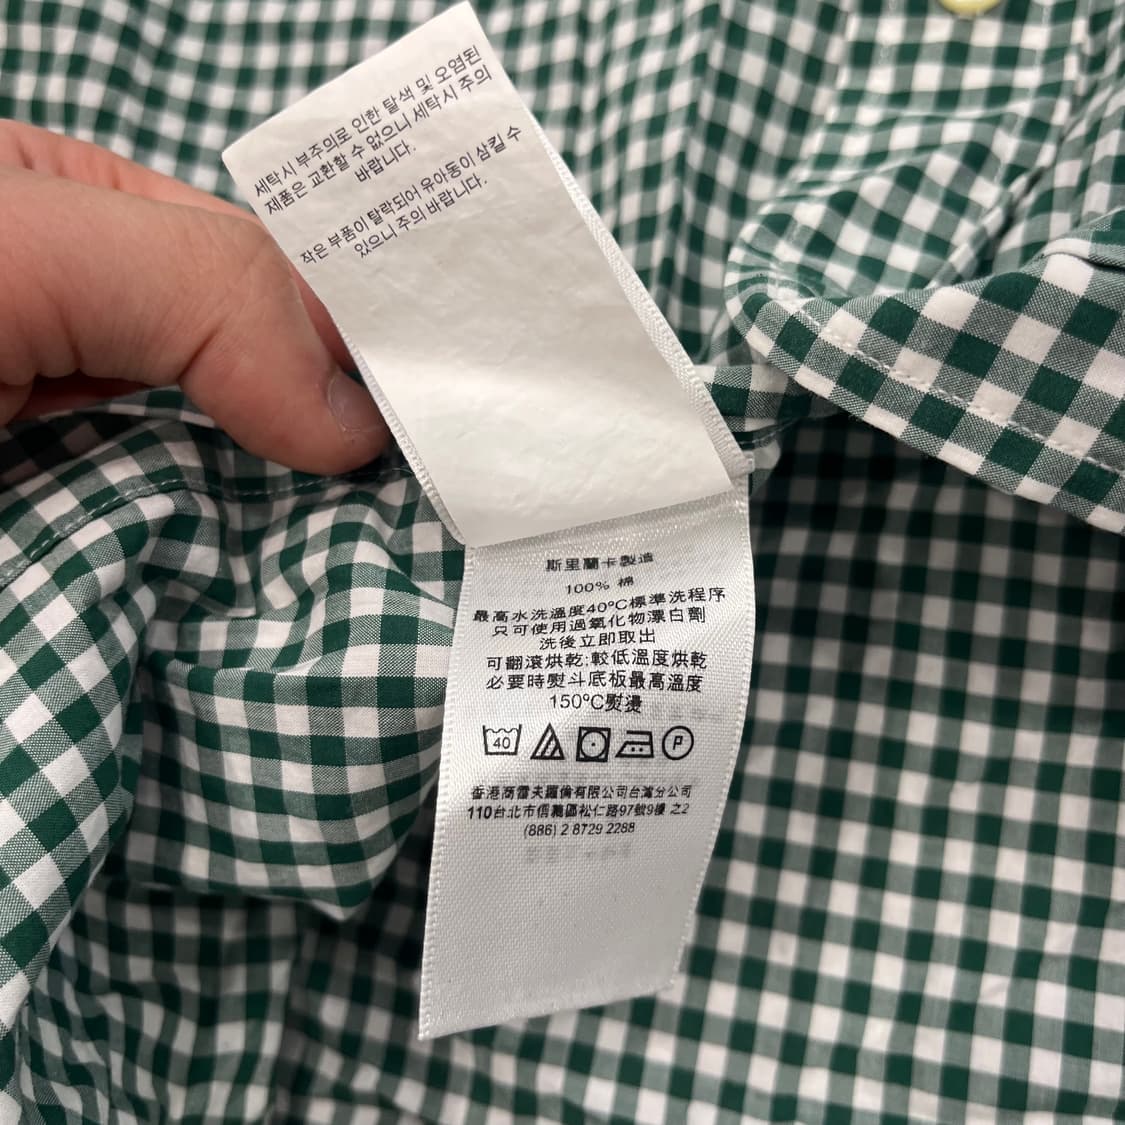 세탁시 부주의로 인한 탈색 및 오염된
제품은 교환할 수 없으니 세탁시 주의
바랍니다.
작은 부품이 탈락되어 유아동이 삼킬 수
있으니 주의 바랍니다.
斯里蘭卡製造
100% 棉
最高水洗溫度40°C標準洗程序
只可使用過氧化物漂白劑
洗後立即取出
可翻滾烘乾;較低溫度烘乾
必要時熨斗底板最高溫度
150°C熨燙
40
P
香港商雷夫羅倫有限公司台灣分公司
110台北市信義區松仁路97號9樓 之2
(886) 2 8729 2288